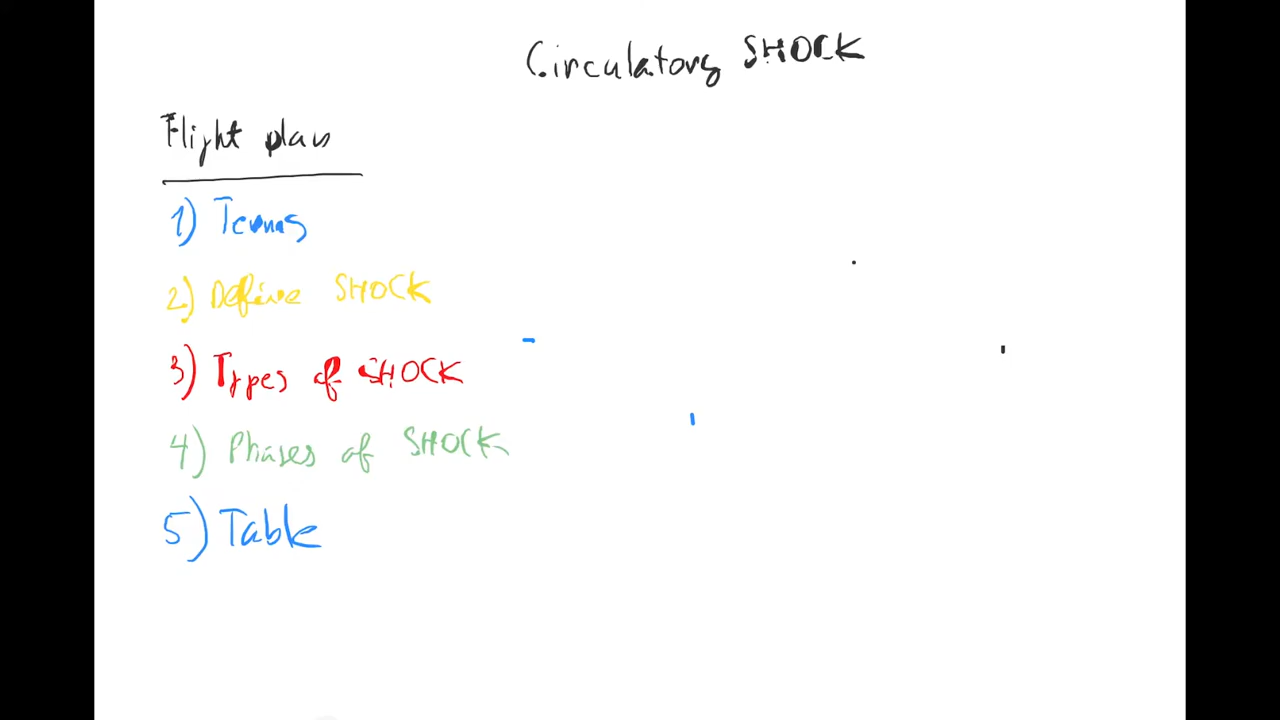 Circulatory SHOCK
Flight plan
1) Terms
2) Define SHOCK
3) Types of SHOCK
4) Phases of SHOCK
5) Table